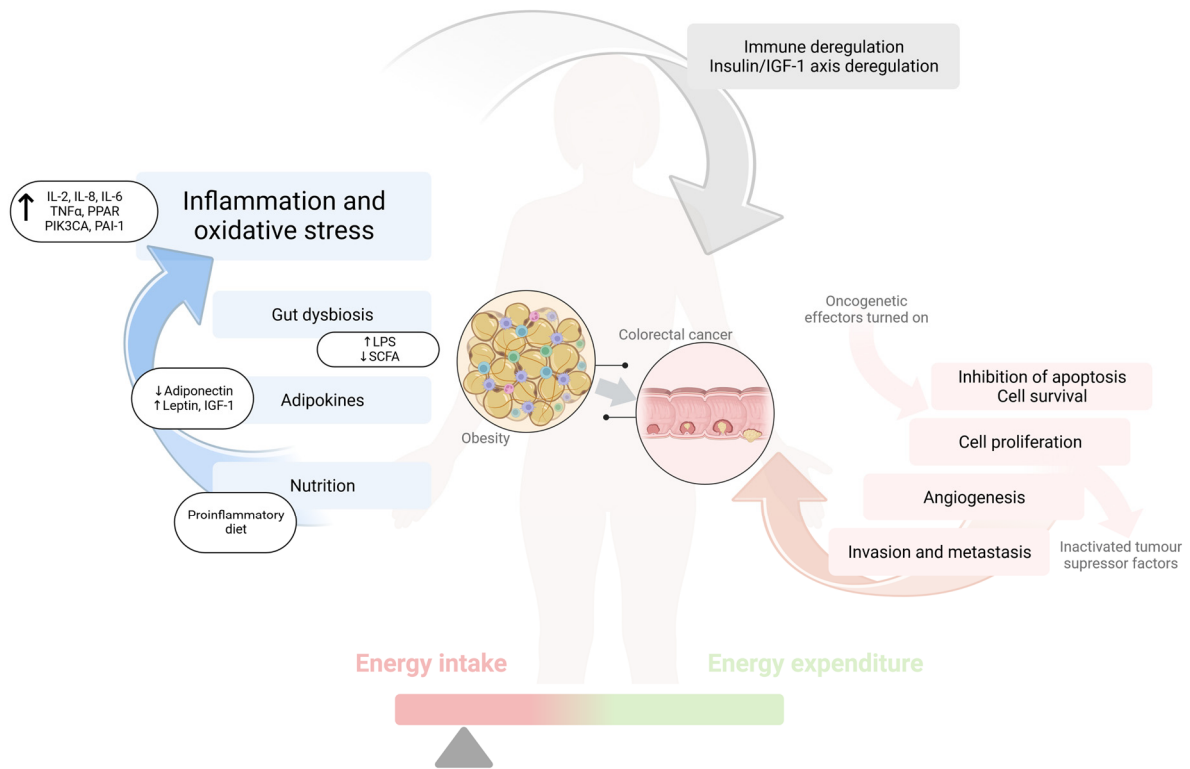 Immune deregulation
Insulin/IGF-1 axis deregulation
↑ IL-2, IL-8, IL-6
TNFα, PPAR
PIK3CA, PAI-1
Inflammation and
oxidative stress
Gut dysbiosis
↑LPS
↓SCFA
↓Adiponectin
↑Leptin, IGF-1
Adipokines
Nutrition
Proinflammatory
diet
Obesity
Colorectal cancer
Oncogenetic
effectors turned on
Inhibition of apoptosis
Cell survival
Cell proliferation
Angiogenesis
Invasion and metastasis
Inactivated tumour
supressor factors
Energy intake
Energy expenditure